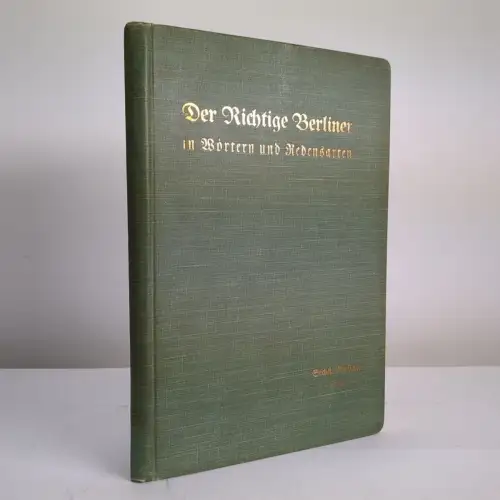 Der Richtige Berliner
in Wörtern und Redensarten